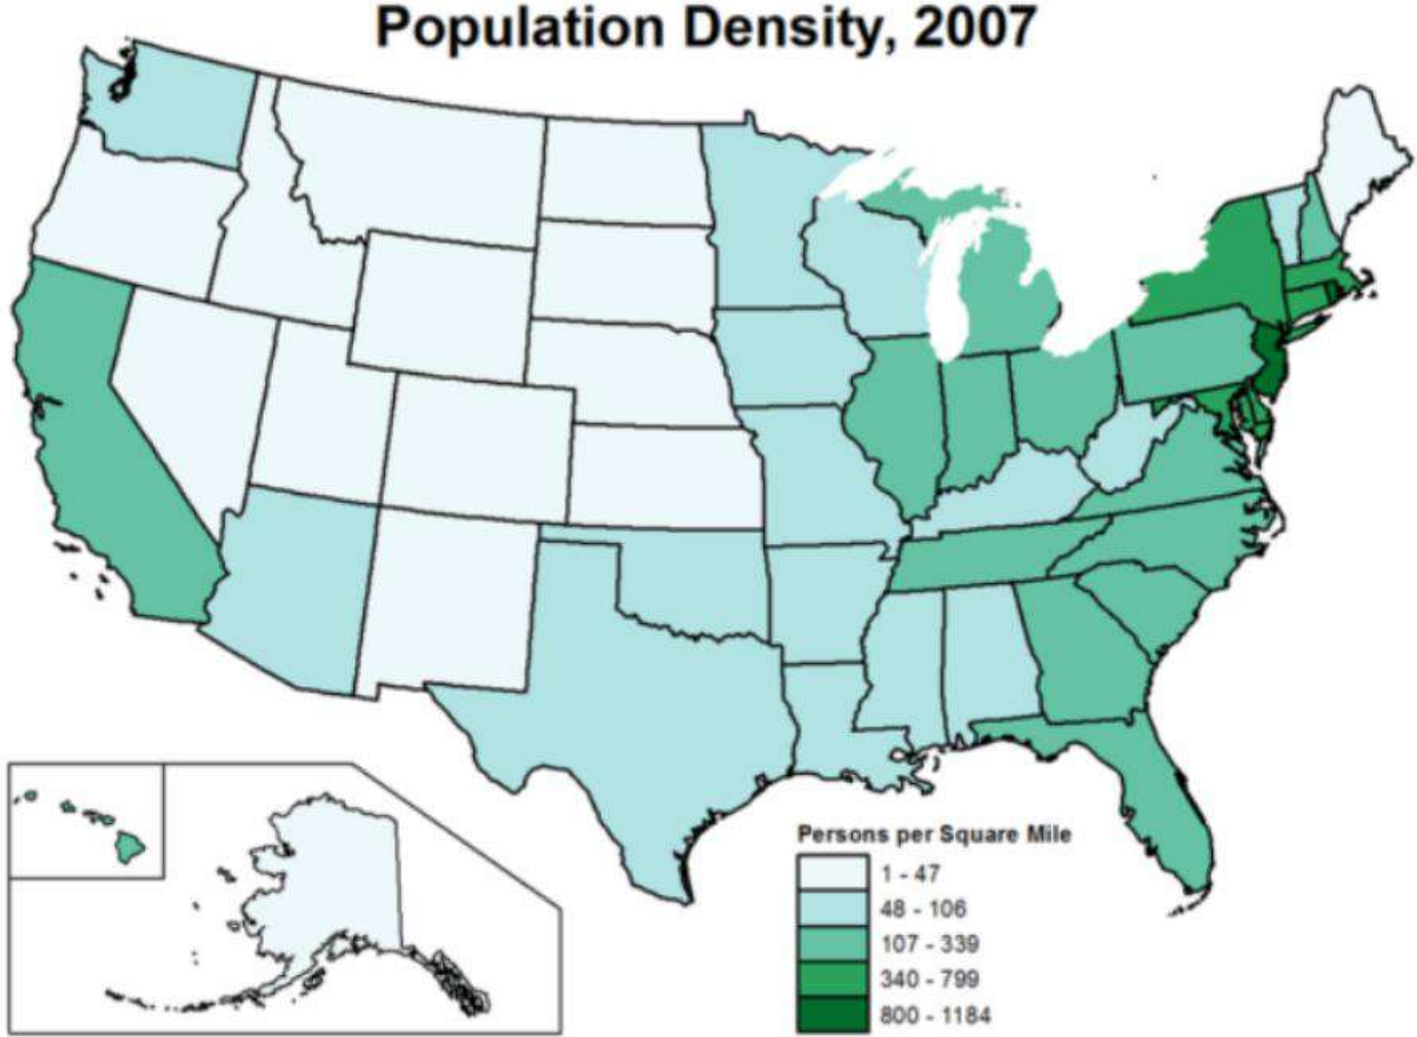 Population Density, 2007
Persons per Square Mile
1 - 47
48 - 106
107 - 339
340 - 799
800 - 1184